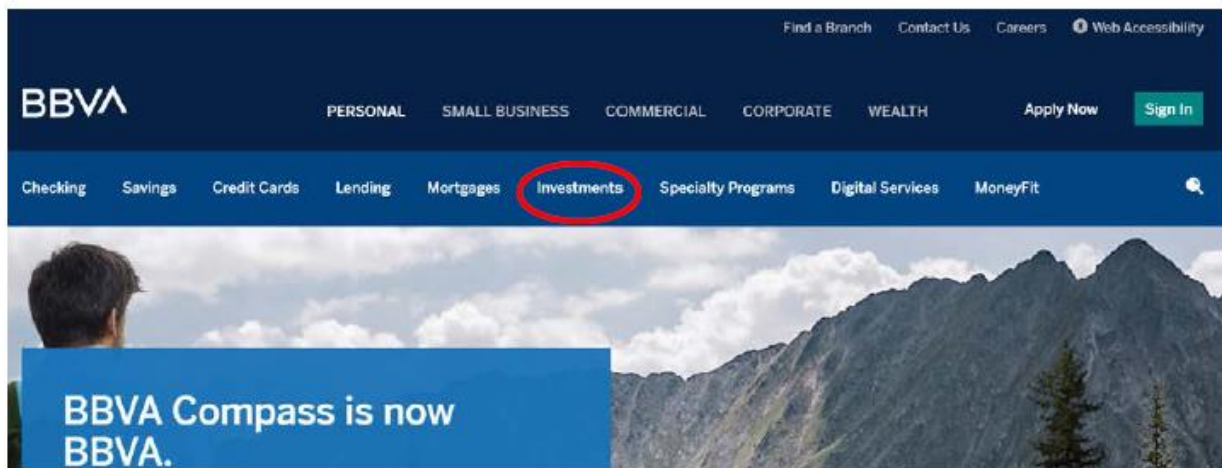 Find a Branch Contact Us Careers Web Accessibility
BBVA PERSONAL SMALL BUSINESS COMMERCIAL CORPORATE WEALTH Apply Now Sign In
Checking Savings Credit Cards Lending Mortgages Investments Specialty Programs Digital Services MoneyFit
BBVA Compass is now
BBVA.